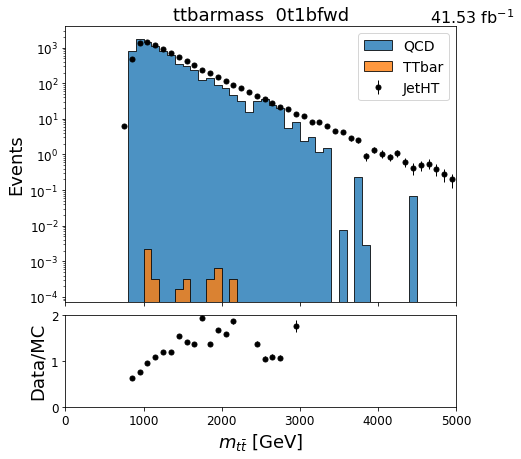 ttbarmass 0t1bfwd
41.53 fb⁻¹
QCD
TTbar
JetHT
Events
10³
10²
10¹
10⁰
10⁻¹
10⁻²
10⁻³
10⁻⁴
Data/MC
2
1
0
0 1000 2000 3000 4000 5000
m_{tt̄} [GeV]